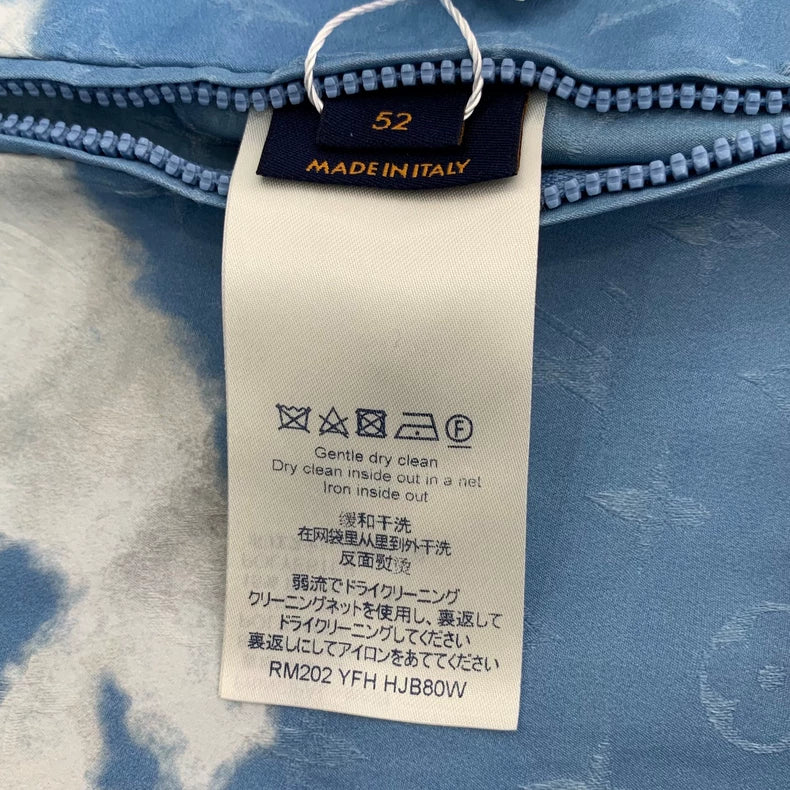 52
MADE IN ITALY
F
Gentle dry clean
Dry clean inside out in a net
Iron inside out
缓和干洗
在网袋里从里到外干洗
反面熨烫
弱流でドライクリーニング
クリーニングネットを使用し、裏返して
ドライクリーニングしてください
裏返しにしてアイロンをあててください
RM202 YFH HJB80W